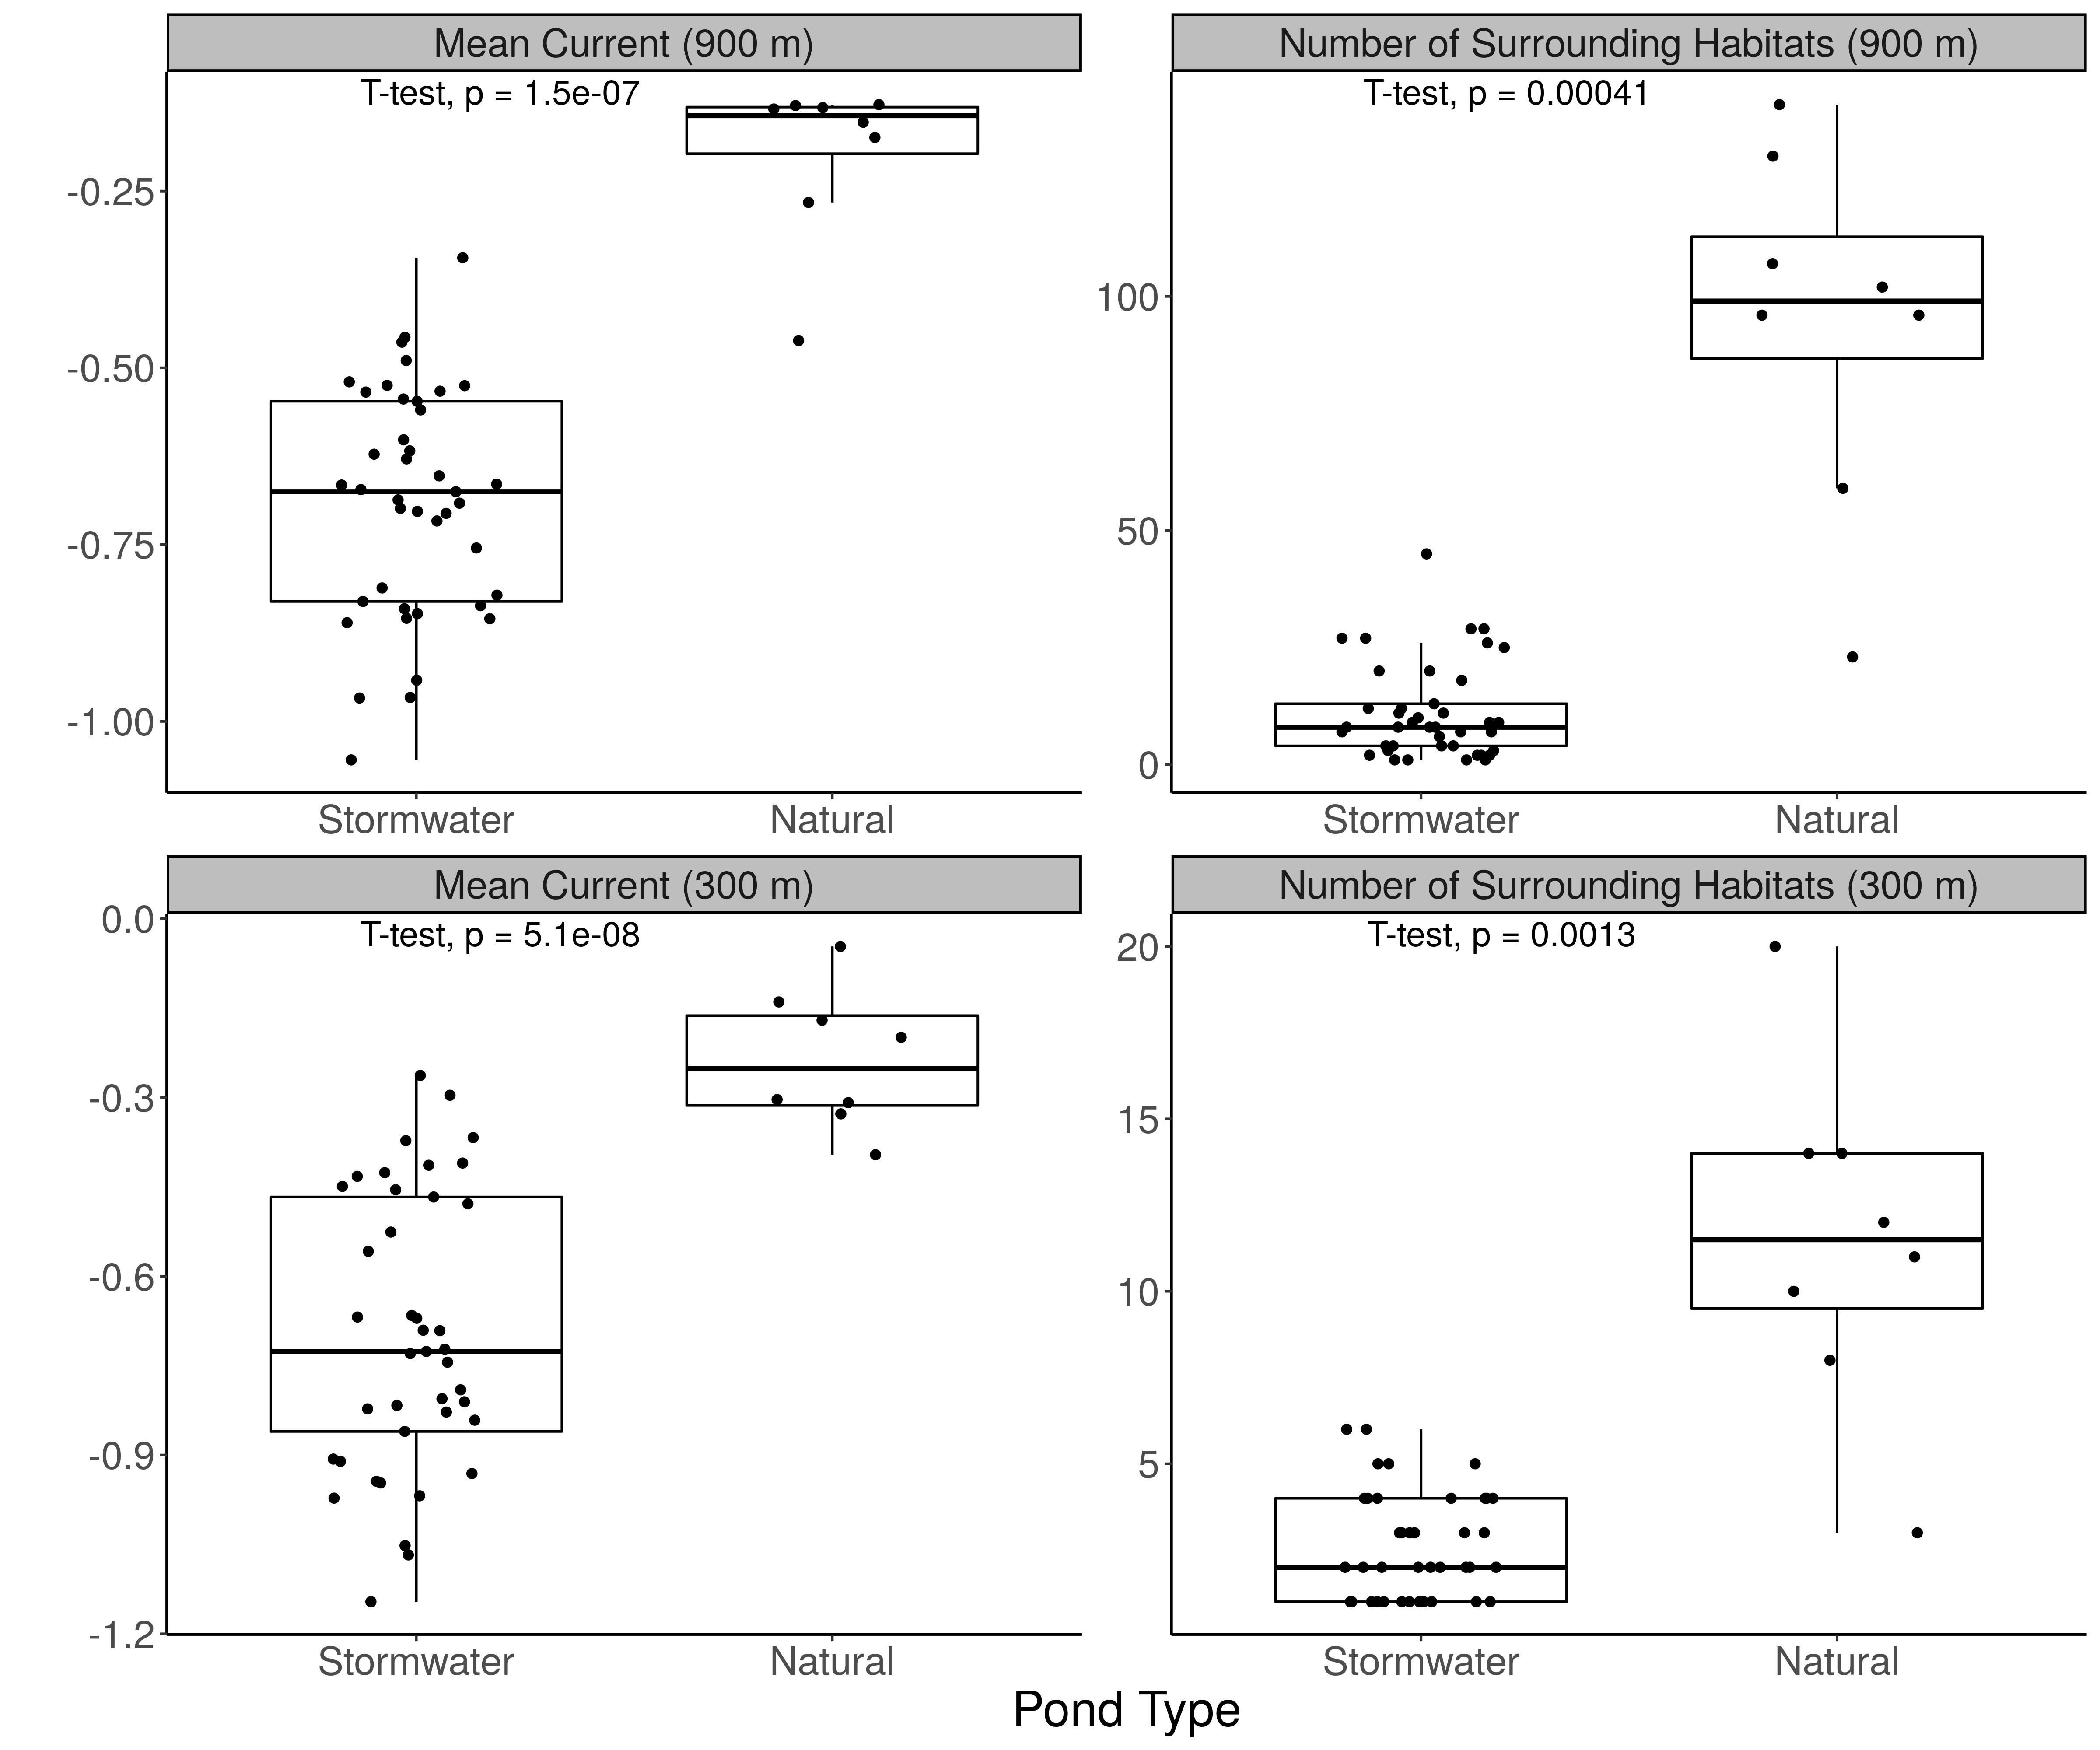 Mean Current (900 m)
T-test, p = 1.5e-07
-0.25
-0.50
-0.75
-1.00
Stormwater Natural
Number of Surrounding Habitats (900 m)
T-test, p = 0.00041
100
50
0
Stormwater Natural
Mean Current (300 m)
0.0
T-test, p = 5.1e-08
-0.3
-0.6
-0.9
-1.2
Stormwater Natural
Number of Surrounding Habitats (300 m)
T-test, p = 0.0013
20
15
10
5
Stormwater Natural
Pond Type